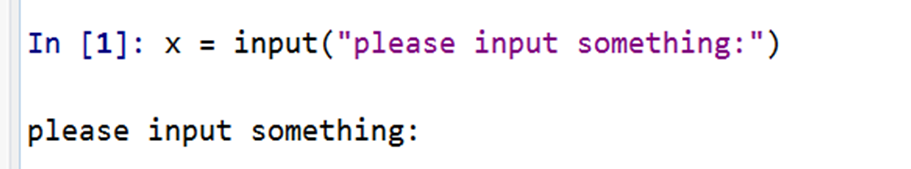 In [1]: x = input("please input something:")
please input something: